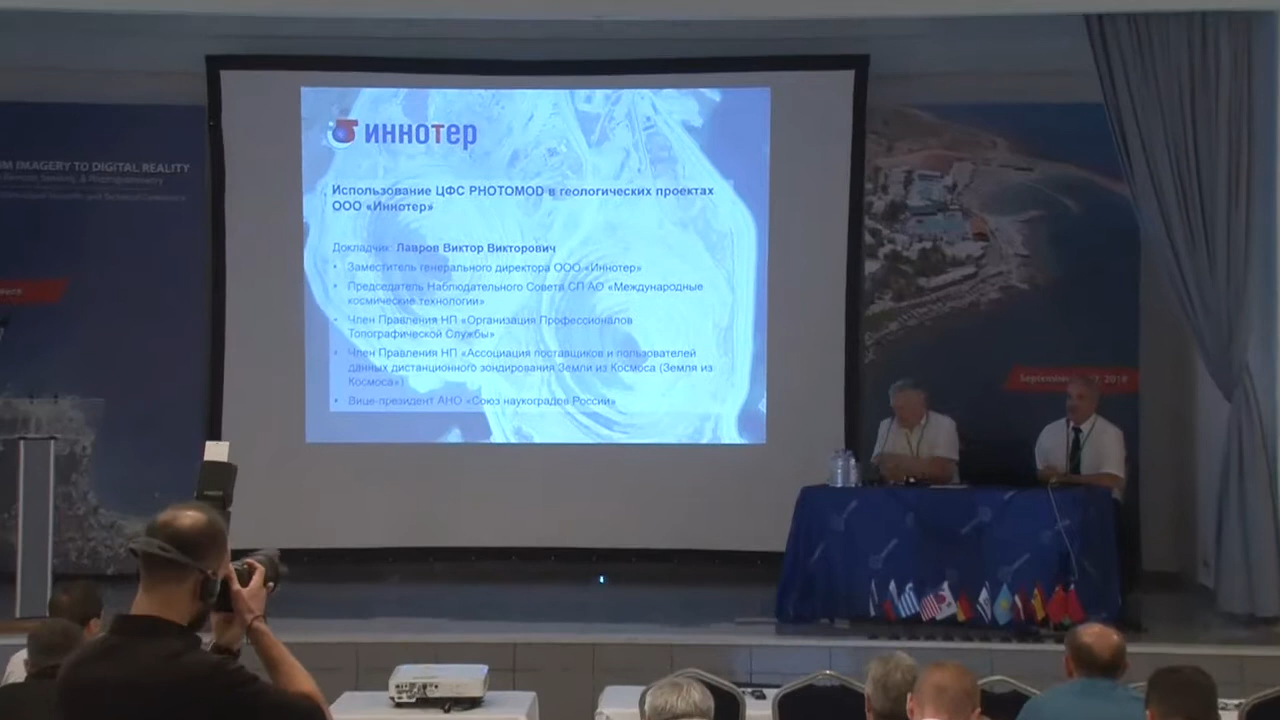 IMAGERY TO DIGITAL REALITY
иннотер
Использование ЦФС PHOTOMOD в геологических проектах
ООО «Иннотер»
Докладчик: Лавров Виктор Викторович
• Заместитель генерального директора ООО «Иннотер»
• Председатель Наблюдательного Совета СП АО «Международные
космические технологии»
• Член Правления НП «Организация Профессионалов
Топографической Службы»
• Член Правления НП «Ассоциация поставщиков и пользователей
данных дистанционного зондирования Земли из Космоса (Земля из
Космоса»)
• Вице-президент АНО «Союз наукоградов России»